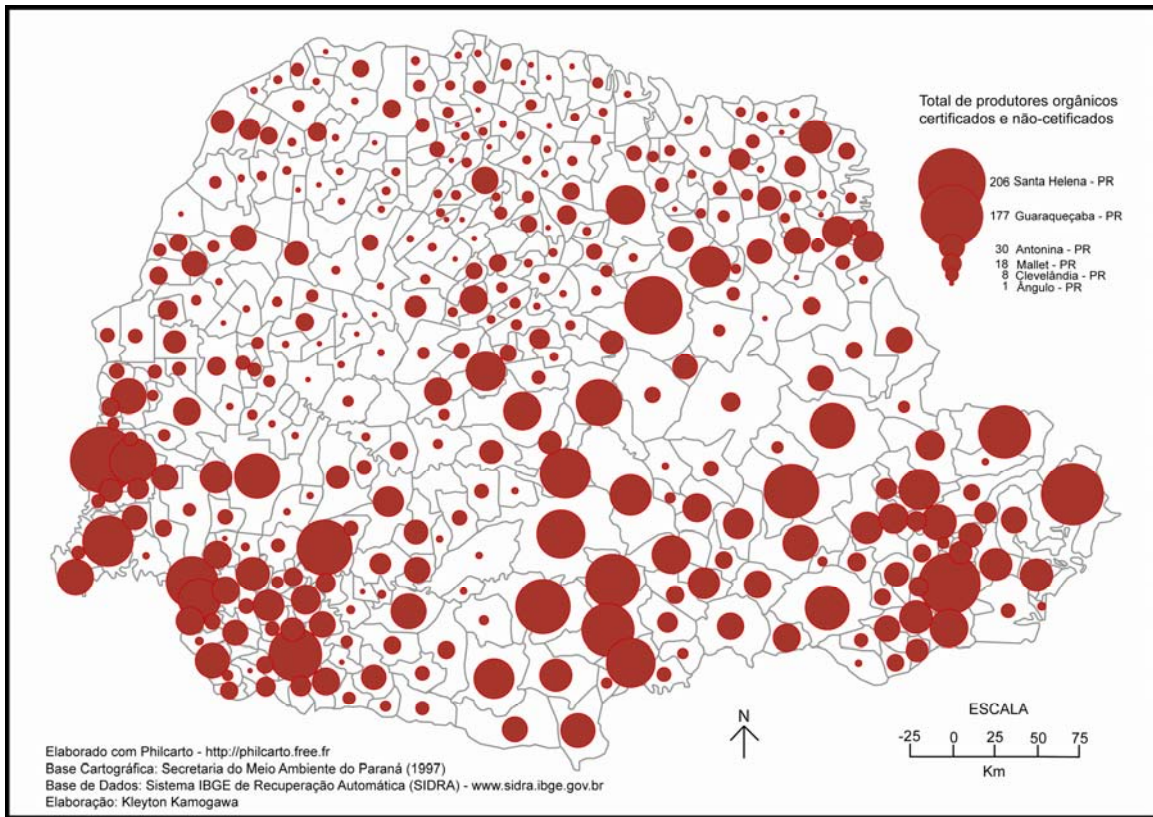 Total de produtores orgânicos
certificados e não-cetificados
206 Santa Helena - PR
177 Guaraqueçaba - PR
30 Antonina - PR
18 Mallet - PR
8 Clevelândia - PR
1 Ângulo - PR
N
ESCALA
-25 0 25 50 75
Km
Elaborado com Philcarto - http://philcarto.free.fr
Base Cartográfica: Secretaria do Meio Ambiente do Paraná (1997)
Base de Dados: Sistema IBGE de Recuperação Automática (SIDRA) - www.sidra.ibge.gov.br
Elaboração: Kleyton Kamogawa